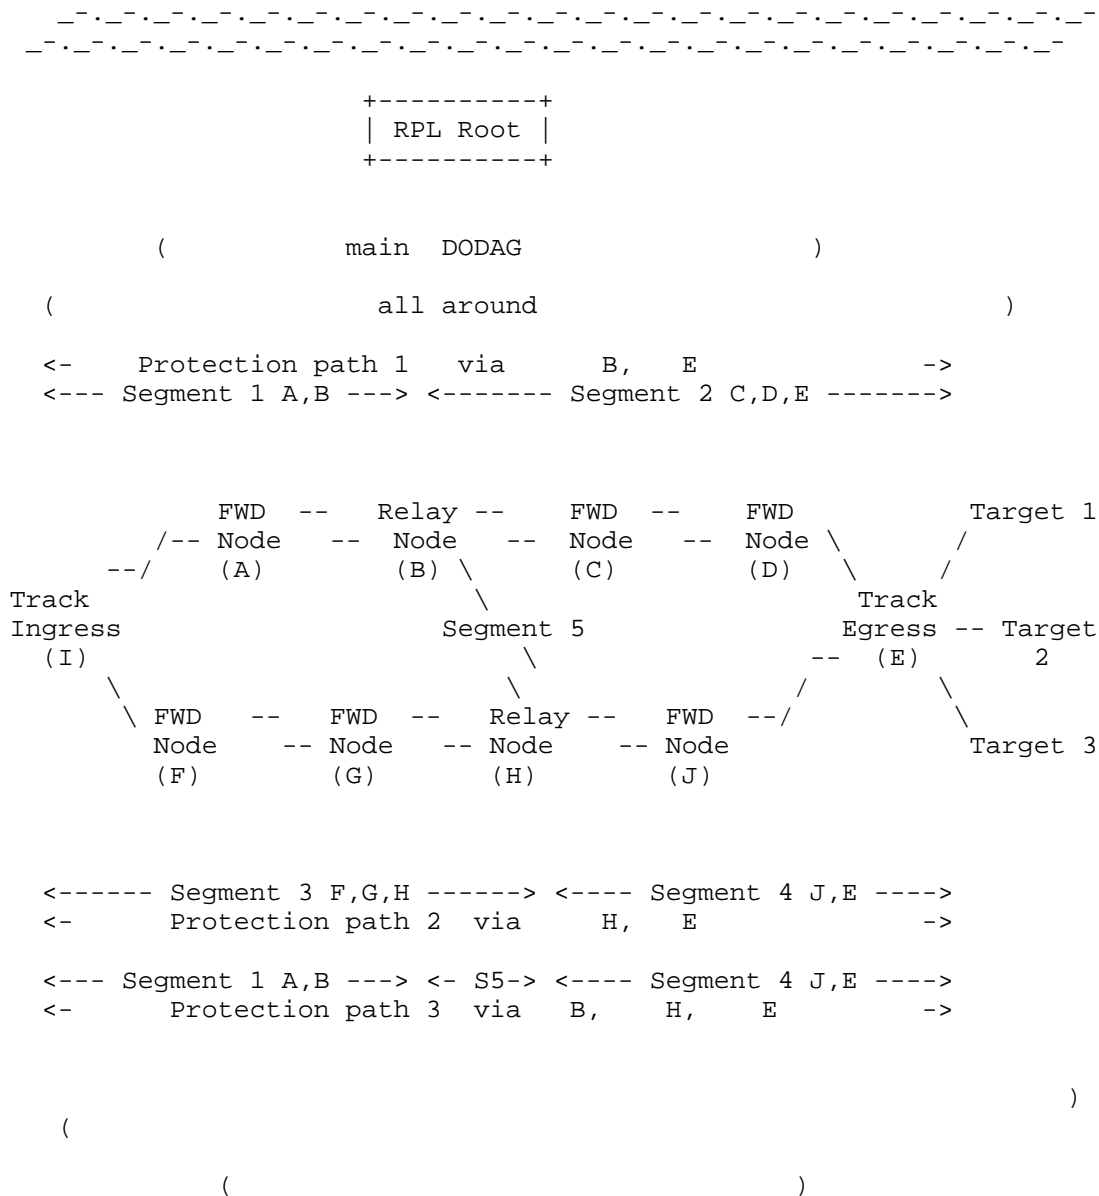 _-._-._-._-._-._-._-._-._-._-._-._-._-._-._-._-._-._-._-._-._-._-
_-._-._-._-._-._-._-._-._-._-._-._-._-._-._-._-._-._-._-._-._-._-
+----------+
| RPL Root |
+----------+
( main DODAG )
( all around )
<- Protection path 1 via B, E ->
<--- Segment 1 A,B ---> <------- Segment 2 C,D,E ------->
FWD -- Relay -- FWD -- FWD Target 1
/-- Node -- Node -- Node -- Node \ /
--/ (A) (B) \ (C) (D) \ /
Track \ Track
Ingress Segment 5 Egress -- Target
(I) \ -- (E) 2
\ \ / \
\ FWD -- FWD -- Relay -- FWD --/ \
Node -- Node -- Node -- Node Target 3
(F) (G) (H) (J)
<------ Segment 3 F,G,H ------> <---- Segment 4 J,E ---->
<- Protection path 2 via H, E ->
<--- Segment 1 A,B ---> <- S5-> <---- Segment 4 J,E ---->
<- Protection path 3 via B, H, E ->
)
(
( )